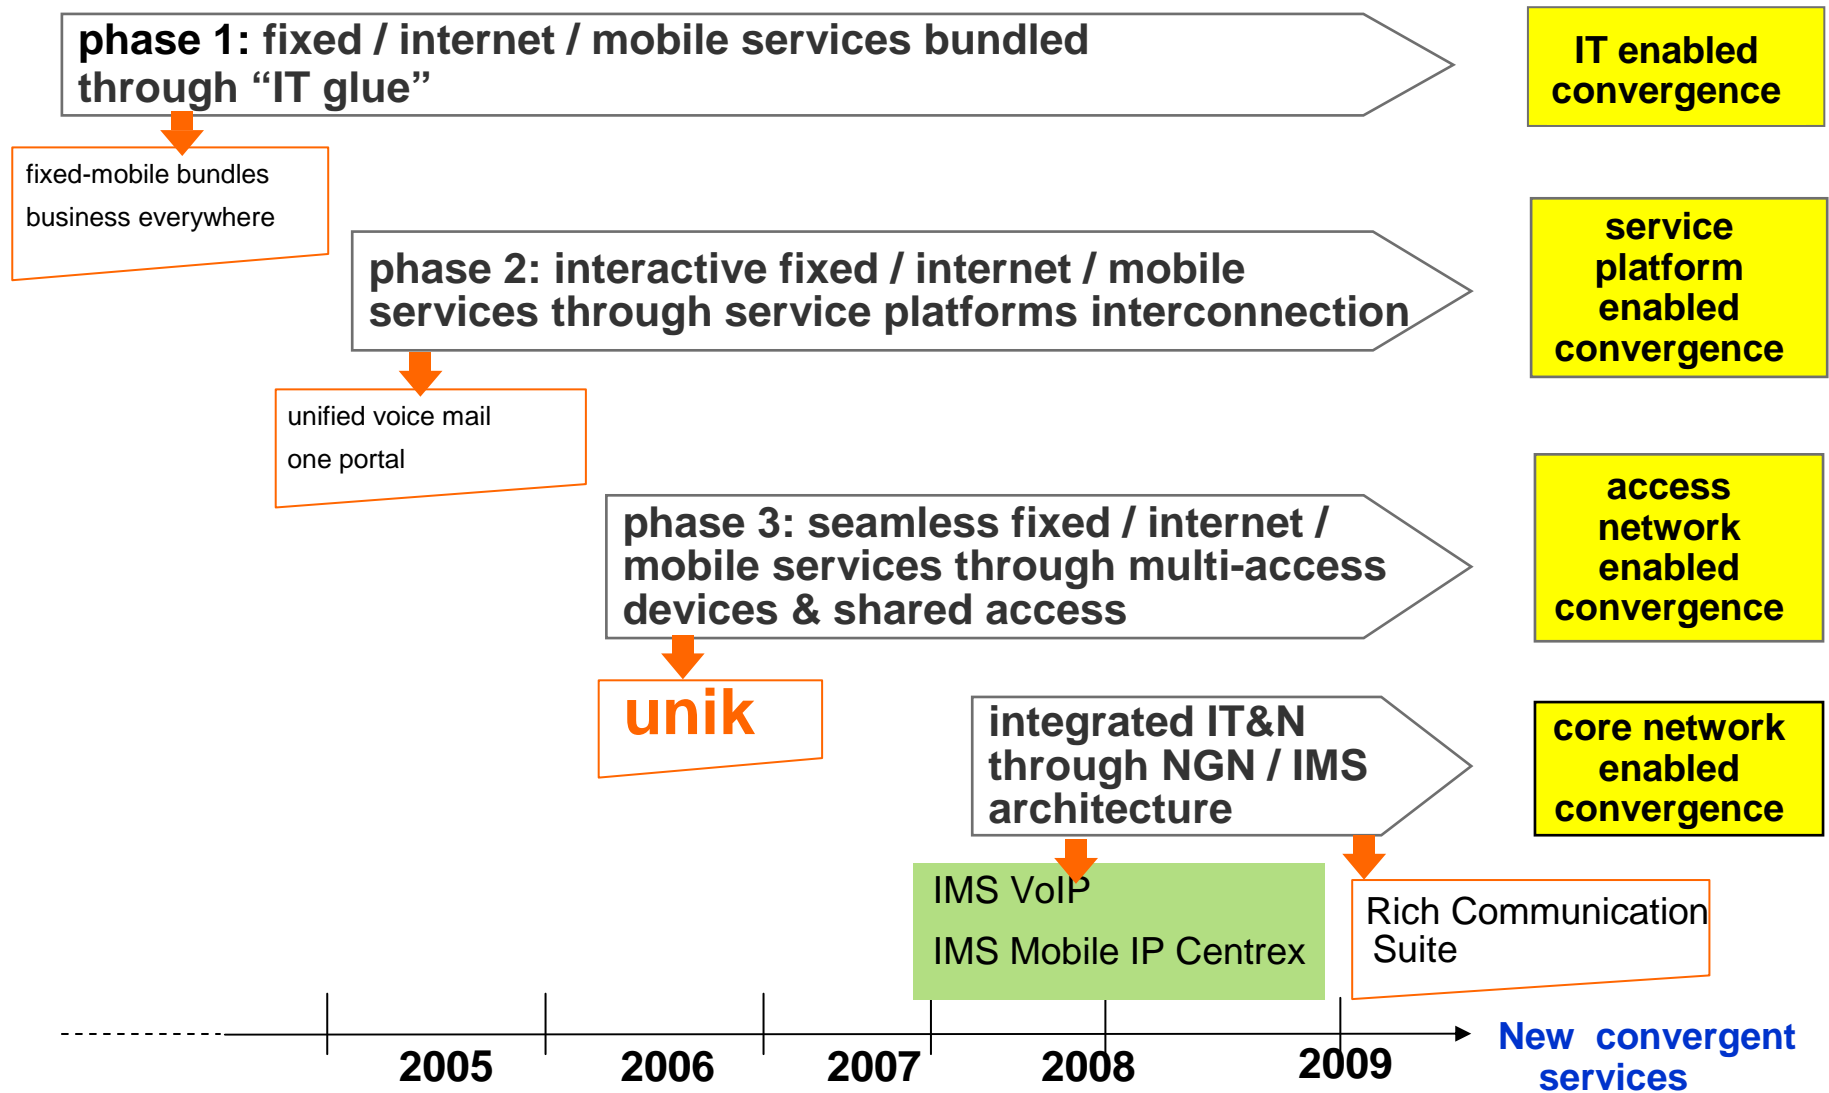 phase 1: fixed / internet / mobile services bundled
through “IT glue”
IT enabled
convergence
fixed-mobile bundles
business everywhere
phase 2: interactive fixed / internet / mobile
services through service platforms interconnection
service
platform
enabled
convergence
unified voice mail
one portal
phase 3: seamless fixed / internet /
mobile services through multi-access
devices & shared access
access
network
enabled
convergence
unik
integrated IT&N
through NGN / IMS
architecture
core network
enabled
convergence
IMS VoIP
IMS Mobile IP Centrex
Rich Communication
Suite
2005
2006
2007
2008
2009
New convergent
services